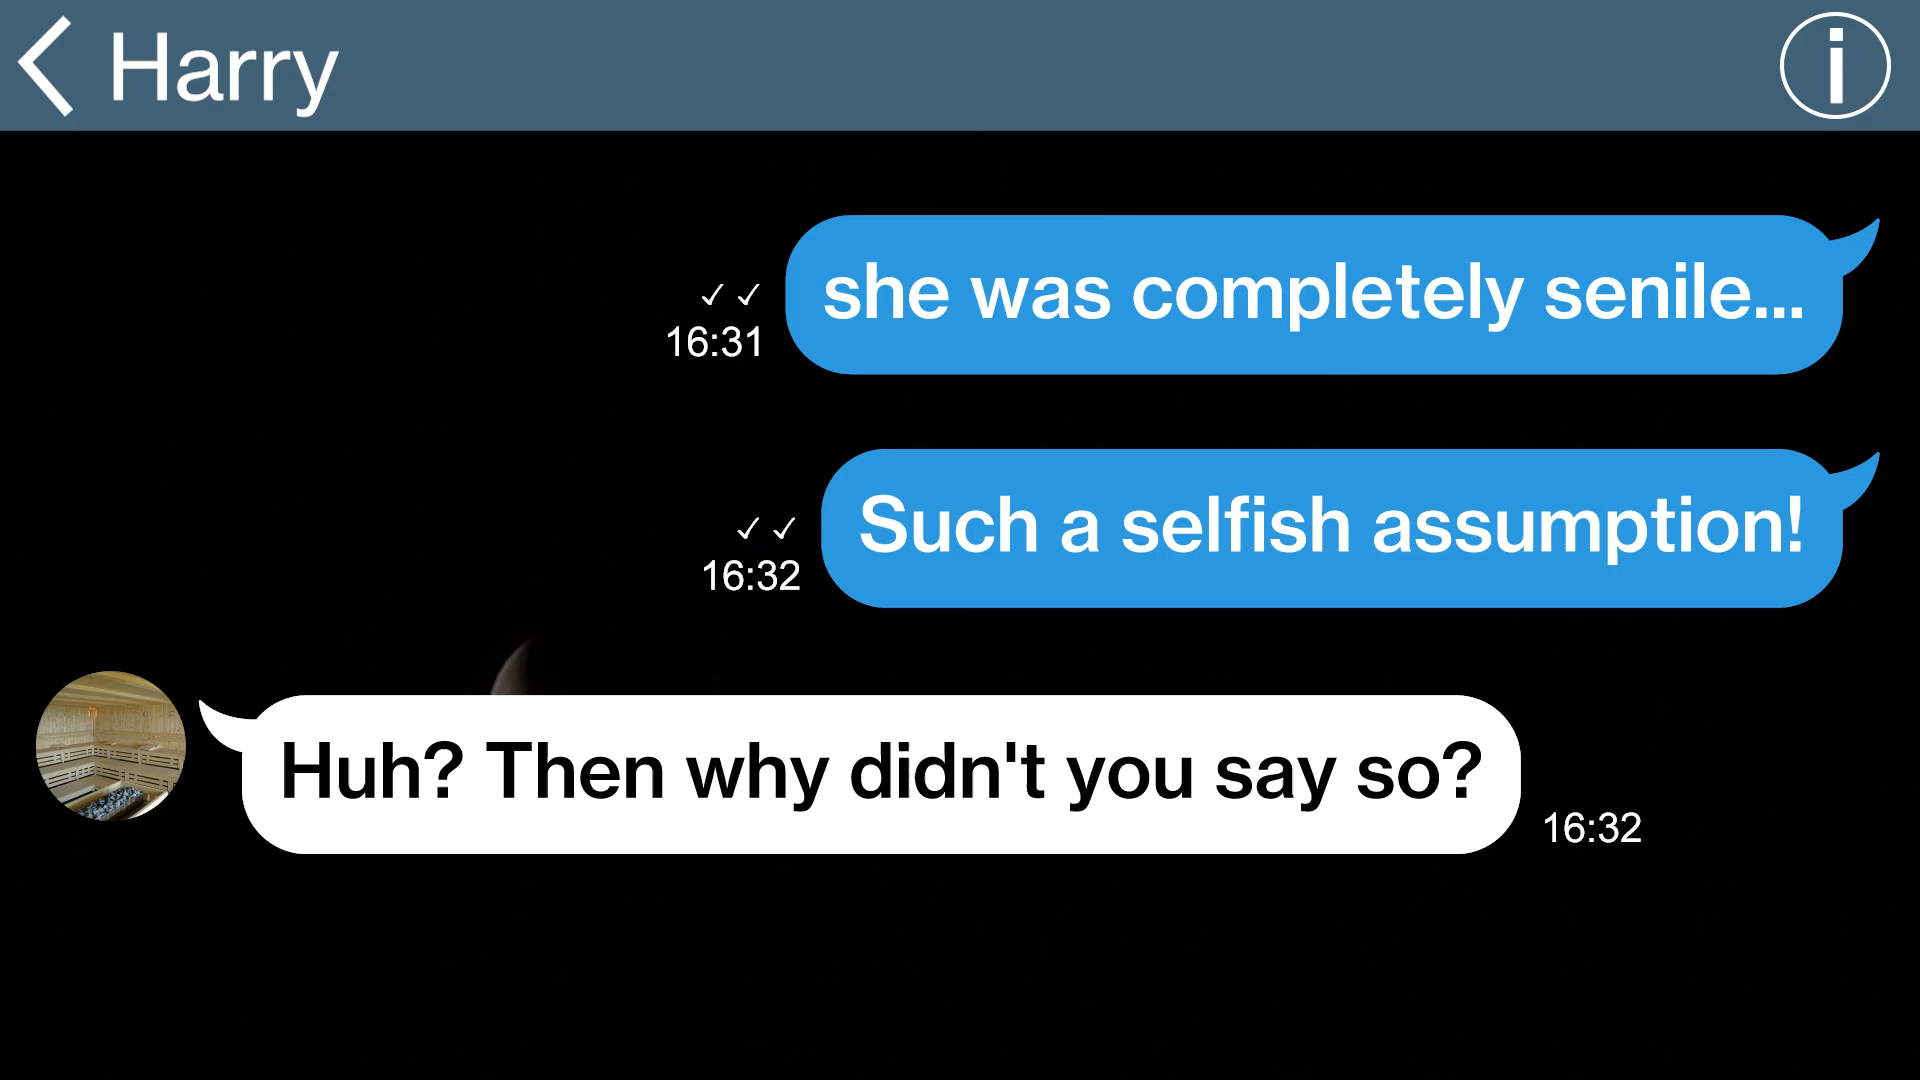 Harry
she was completely senile...
16:31
Such a selfish assumption!
16:32
Huh? Then why didn't you say so?
16:32